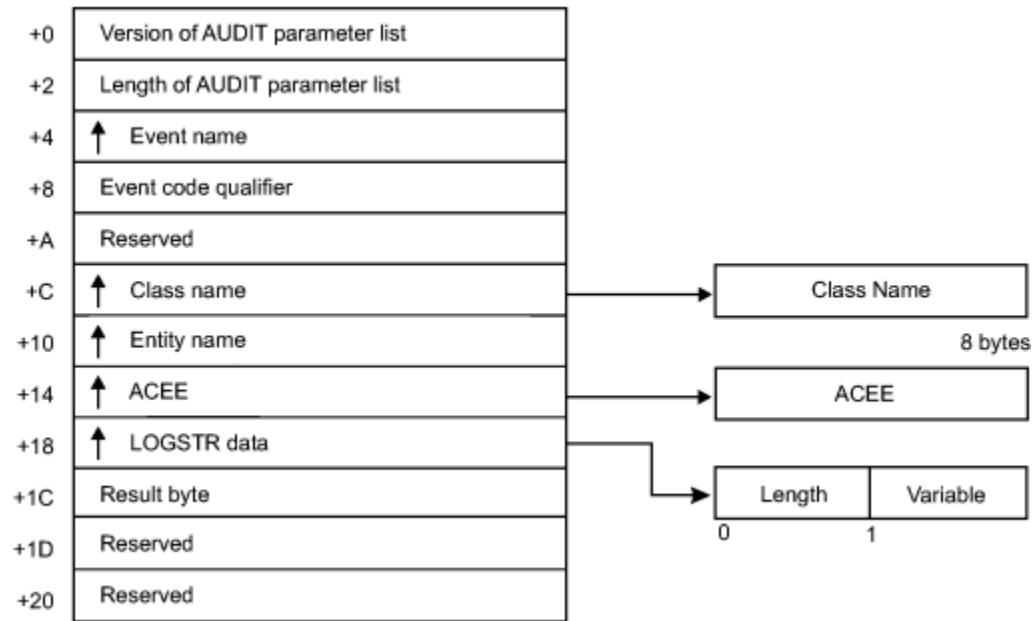 +0 Version of AUDIT parameter list
+2 Length of AUDIT parameter list
+4 Event name
+8 Event code qualifier
+A Reserved
+C Class name Class Name
+10 Entity name 8 bytes
+14 ACEE ACEE
+18 LOGSTR data
+1C Result byte Length Variable
0 1
+1D Reserved
+20 Reserved